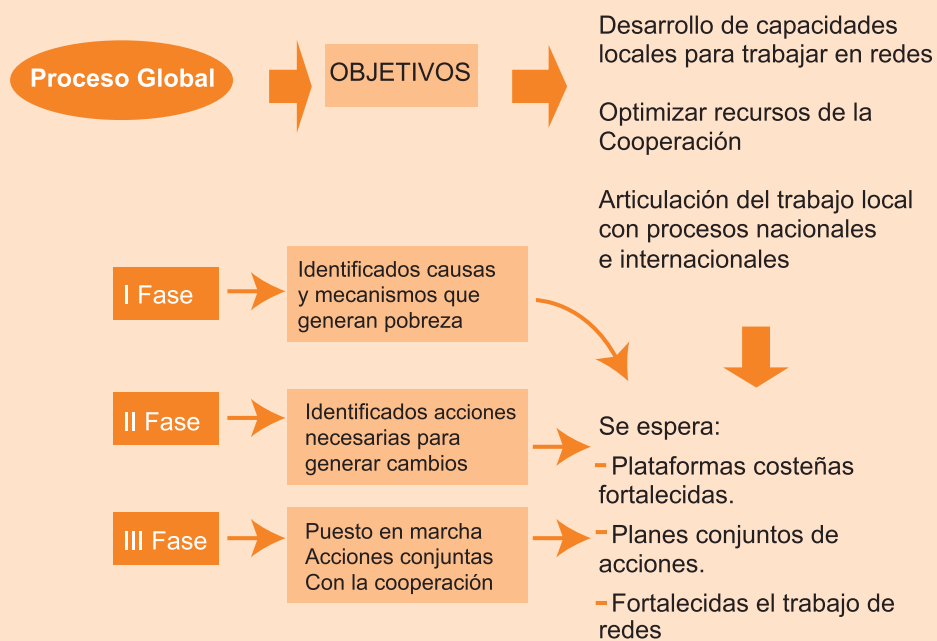 Proceso Global
OBJETIVOS
Desarrollo de capacidades
locales para trabajar en redes
Optimizar recursos de la
Cooperación
Articulación del trabajo local
con procesos nacionales
e internacionales
I Fase
Identificados causas
y mecanismos que
generan pobreza
II Fase
Identificados acciones
necesarias para
generar cambios
III Fase
Puesto en marcha
Acciones conjuntas
Con la cooperación
Se espera:
- Plataformas costeñas
fortalecidas.
- Planes conjuntos de
acciones.
- Fortalecidas el trabajo de
redes